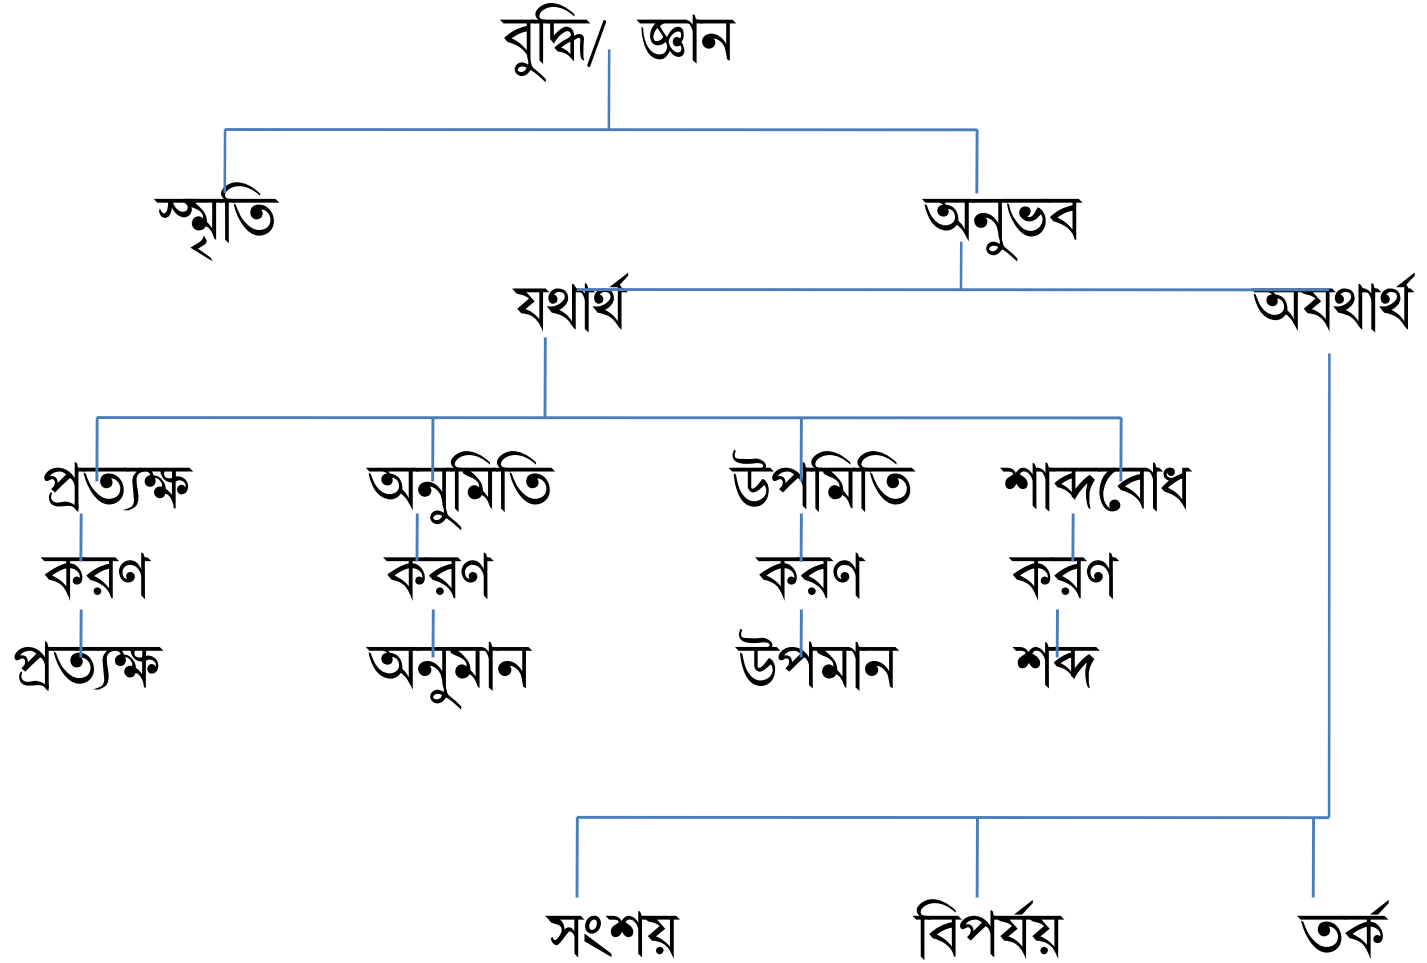 বুদ্ধি/ জ্ঞান
স্মৃতি অনুভব
যথার্থ অযথার্থ
প্রত্যক্ষ অনুমিতি উপমিতি শাব্দবোধ
করণ করণ করণ করণ
প্রত্যক্ষ অনুমান উপমান শব্দ
সংশয় বিপর্যয় তর্ক